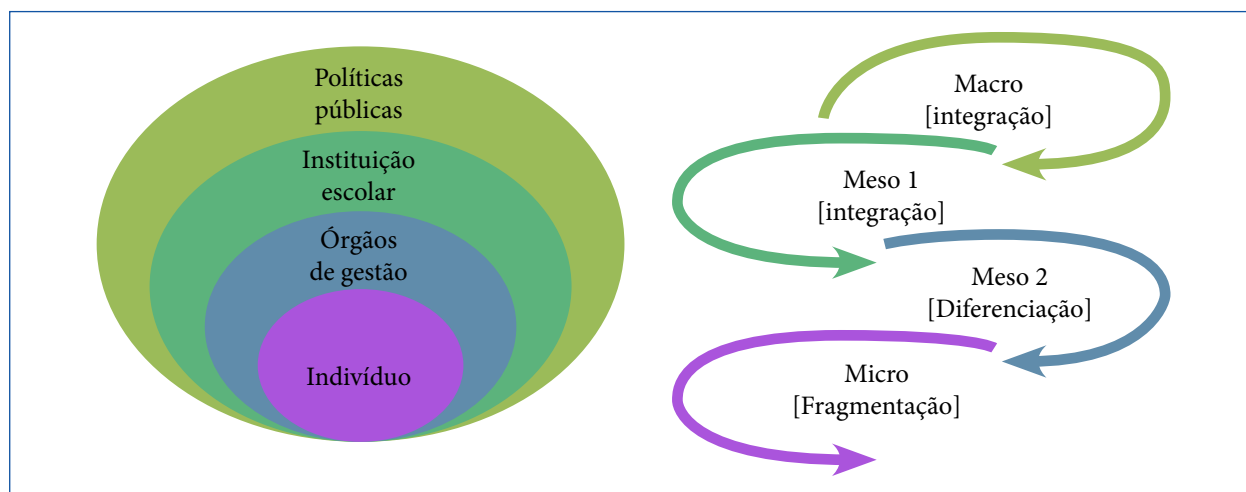 Políticas
públicas
Instituição
escolar
Órgãos
de gestão
Indivíduo
Macro
[integração]
Meso 1
[integração]
Meso 2
[Diferenciação]
Micro
[Fragmentação]